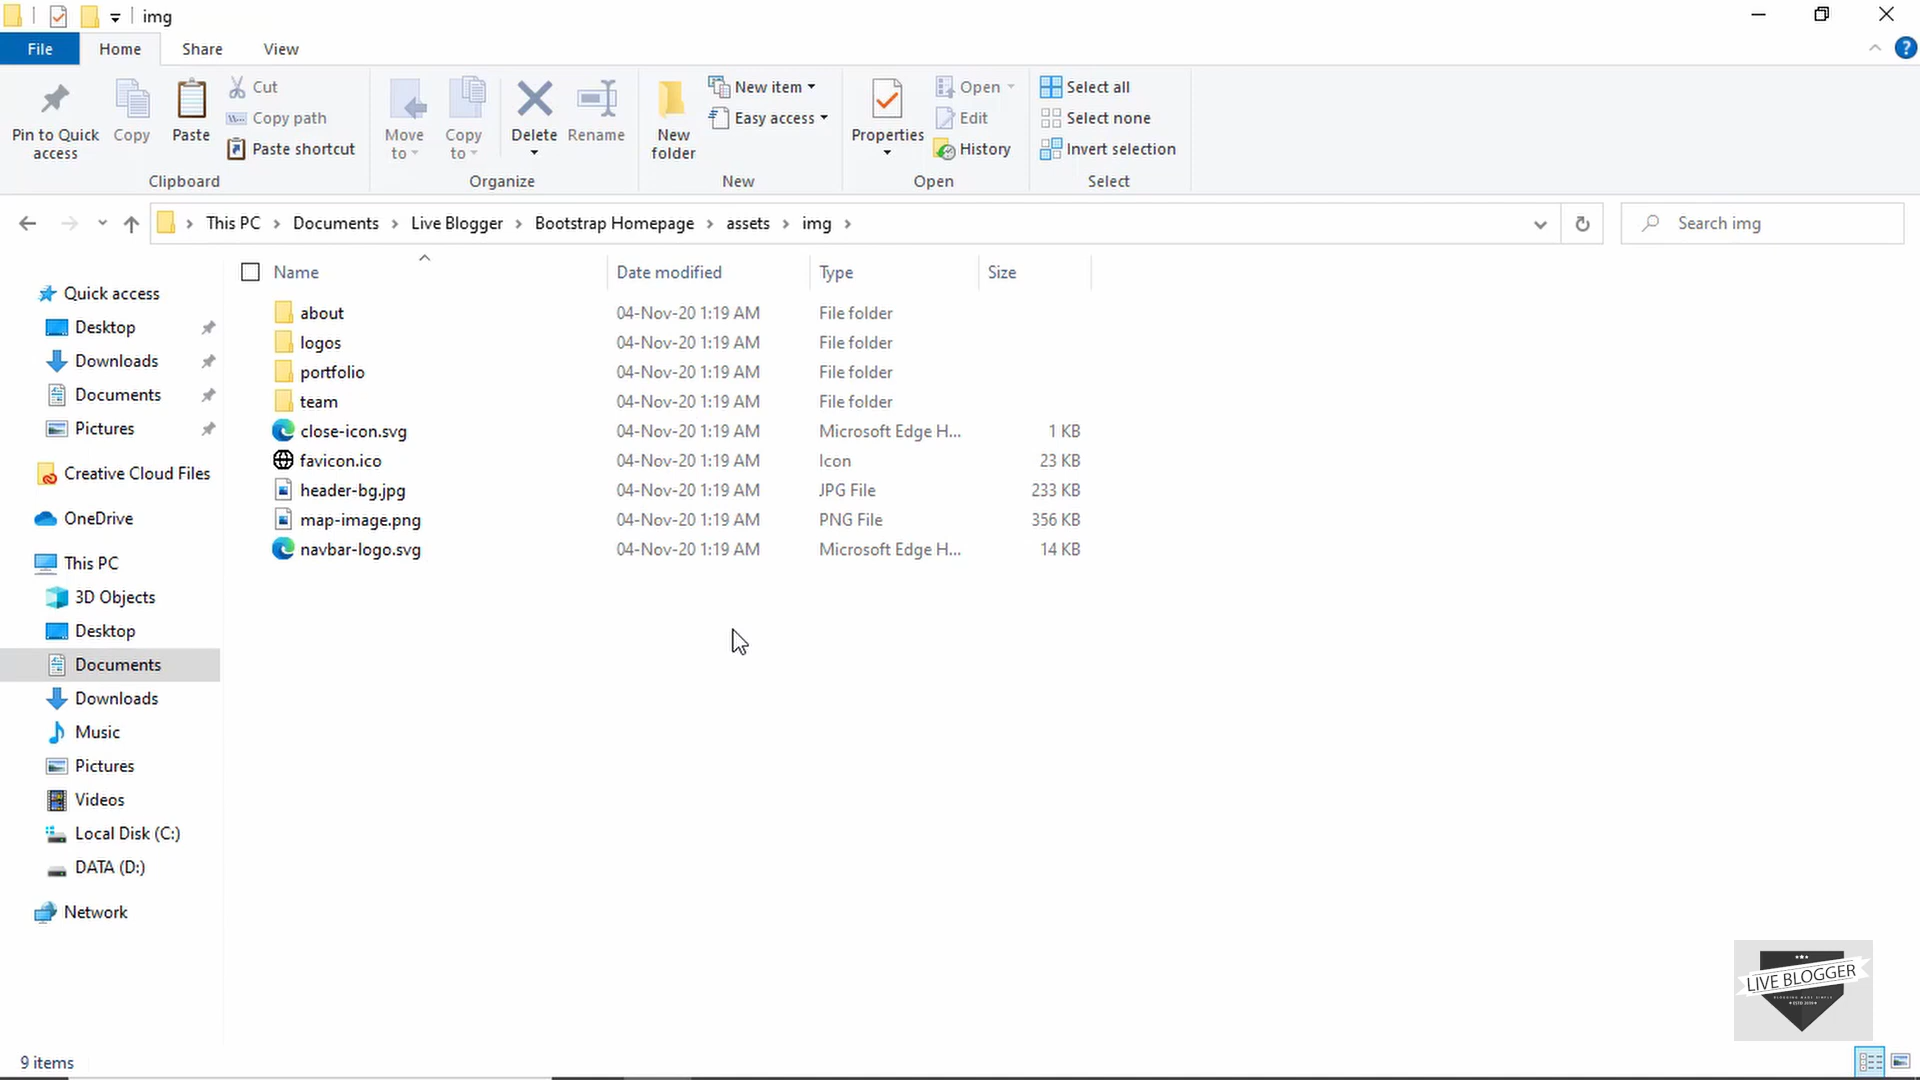 img
File Home Share View
Pin to Quick access
Copy
Paste
Cut
Copy path
Paste shortcut
Clipboard
Move to
Copy to
Delete
Rename
Organize
New folder
New item
Easy access
New
Properties
Open
Edit
History
Open
Select all
Select none
Invert selection
Select
This PC › Documents › Live Blogger › Bootstrap Homepage › assets › img ›
Search img
Name Date modified Type Size
about 04-Nov-20 1:19 AM File folder
logos 04-Nov-20 1:19 AM File folder
portfolio 04-Nov-20 1:19 AM File folder
team 04-Nov-20 1:19 AM File folder
close-icon.svg 04-Nov-20 1:19 AM Microsoft Edge H... 1 KB
favicon.ico 04-Nov-20 1:19 AM Icon 23 KB
header-bg.jpg 04-Nov-20 1:19 AM JPG File 233 KB
map-image.png 04-Nov-20 1:19 AM PNG File 356 KB
navbar-logo.svg 04-Nov-20 1:19 AM Microsoft Edge H... 14 KB
Quick access
Desktop
Downloads
Documents
Pictures
Creative Cloud Files
OneDrive
This PC
3D Objects
Desktop
Documents
Downloads
Music
Pictures
Videos
Local Disk (C:)
DATA (D:)
Network
LIVE BLOGGER
9 items